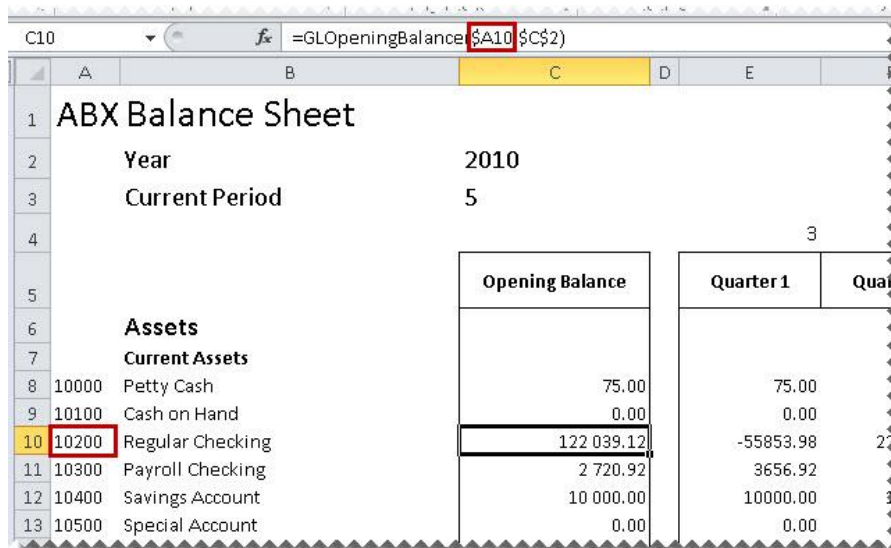 C10 fx =GLOpeningBalance($A10,$C$2)
A B C D E
1 ABX Balance Sheet
2 Year 2010
3 Current Period 5
4 3
5 Opening Balance Quarter 1
6 Assets
7 Current Assets
8 10000 Petty Cash 75.00 75.00
9 10100 Cash on Hand 0.00 0.00
10 10200 Regular Checking 122 039.12 -55853.98
11 10300 Payroll Checking 2 720.92 3656.92
12 10400 Savings Account 10 000.00 10000.00
13 10500 Special Account 0.00 0.00